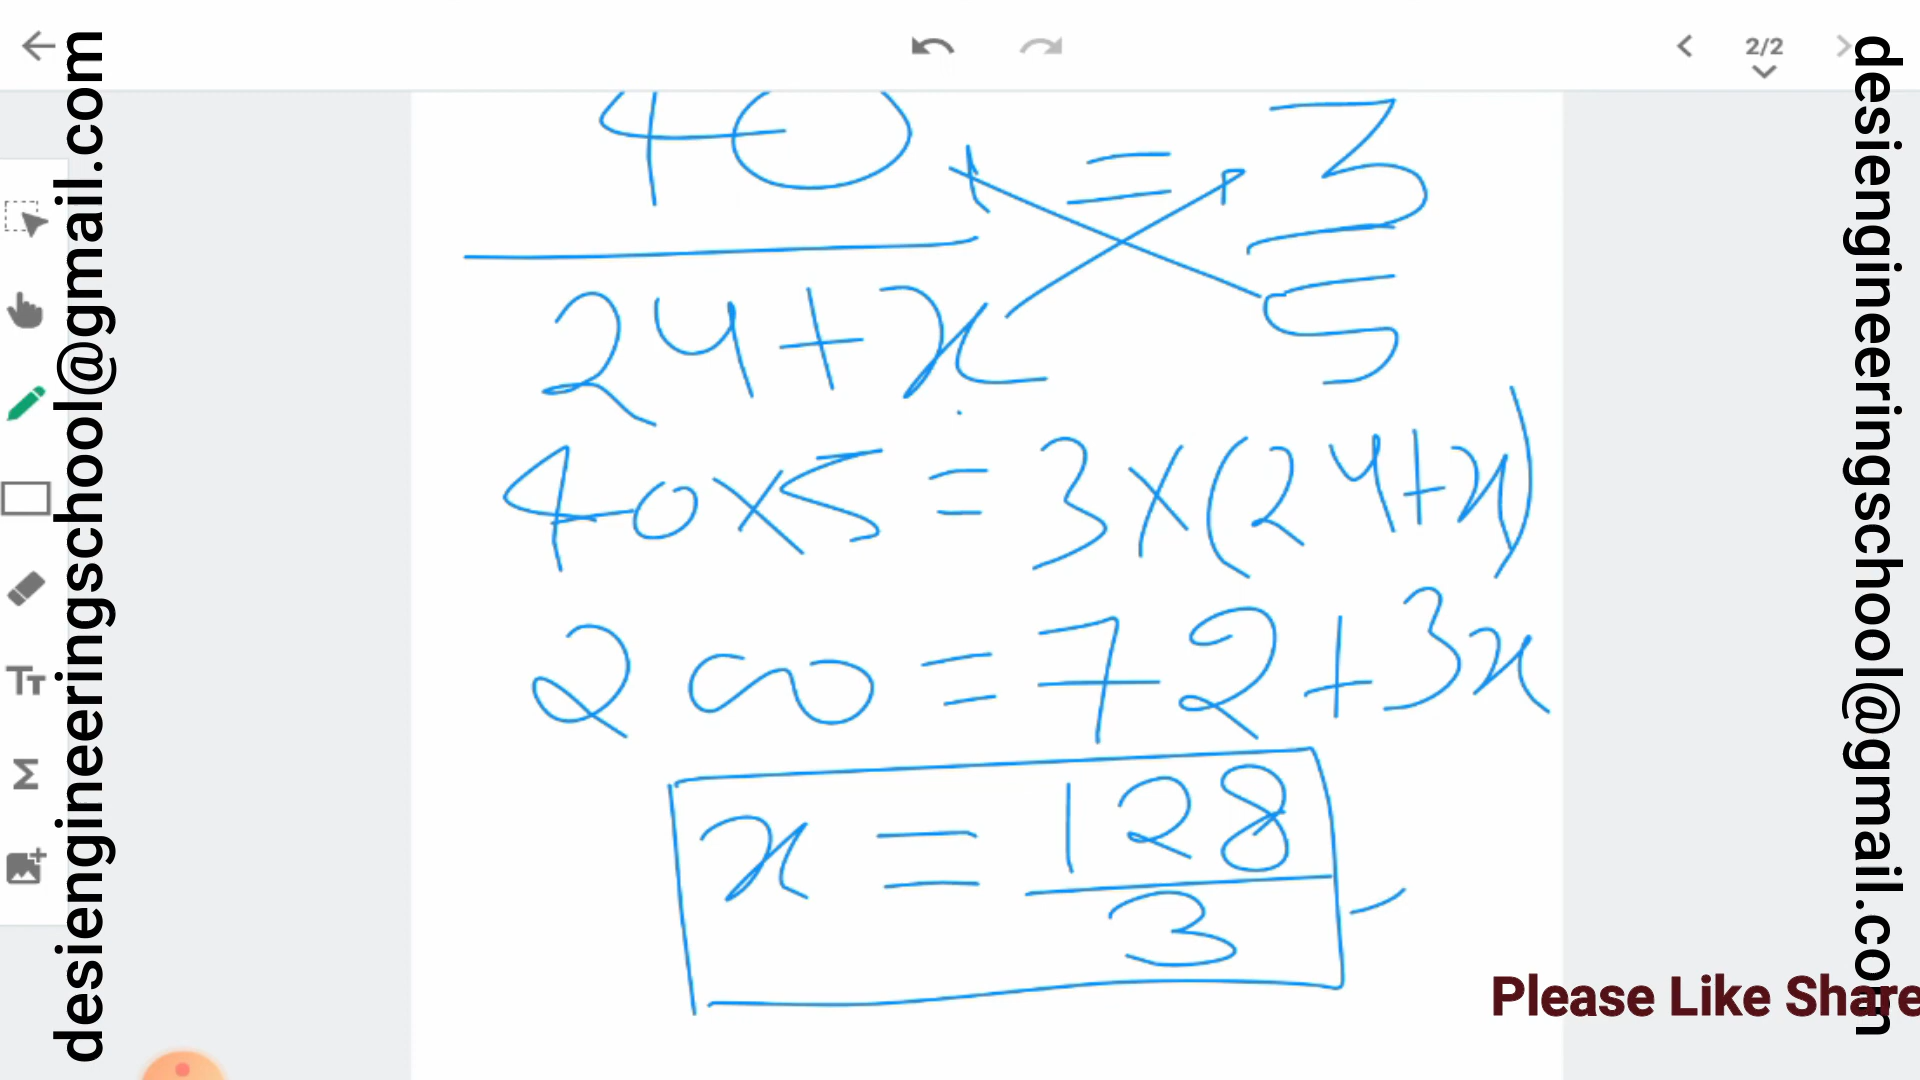 2/2
40 = 3
24+x 5
40×5 = 3×(24+x)
200 = 72+3x
x = 128
3
Tт
Σ
desiengineeringschool@gmail.com
desiengineeringschool@gmail.com
Please Like Share